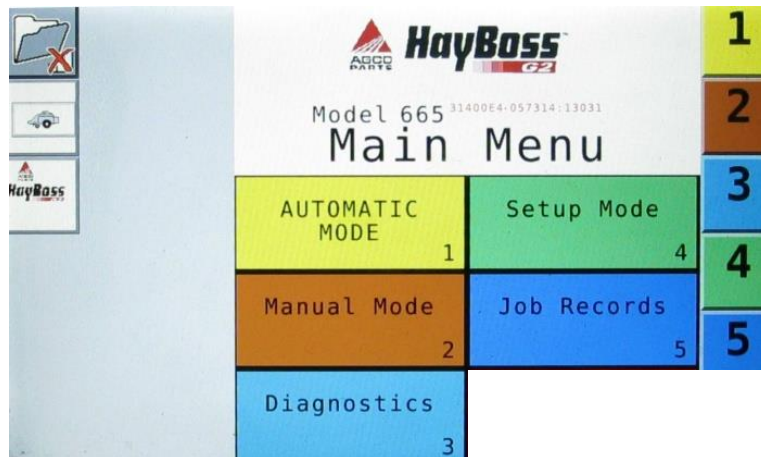 HayBoss
AGCO
PARTS
G2
Model 665 31400E4-057314:13031
Main Menu
AUTOMATIC
MODE
1
Setup Mode
4
Manual Mode
2
Job Records
5
Diagnostics
3
HayBoss
1
2
3
4
5